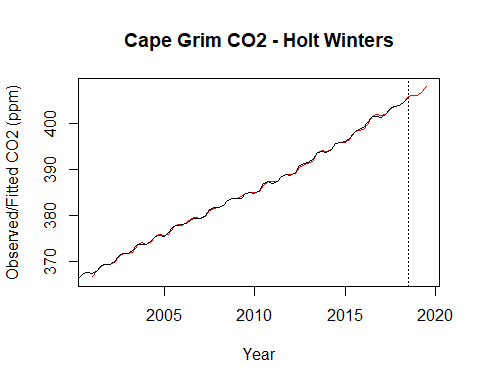 Cape Grim CO2 - Holt Winters
Observed/Fitted CO2 (ppm)
400
390
380
370
2005
2010
2015
2020
Year